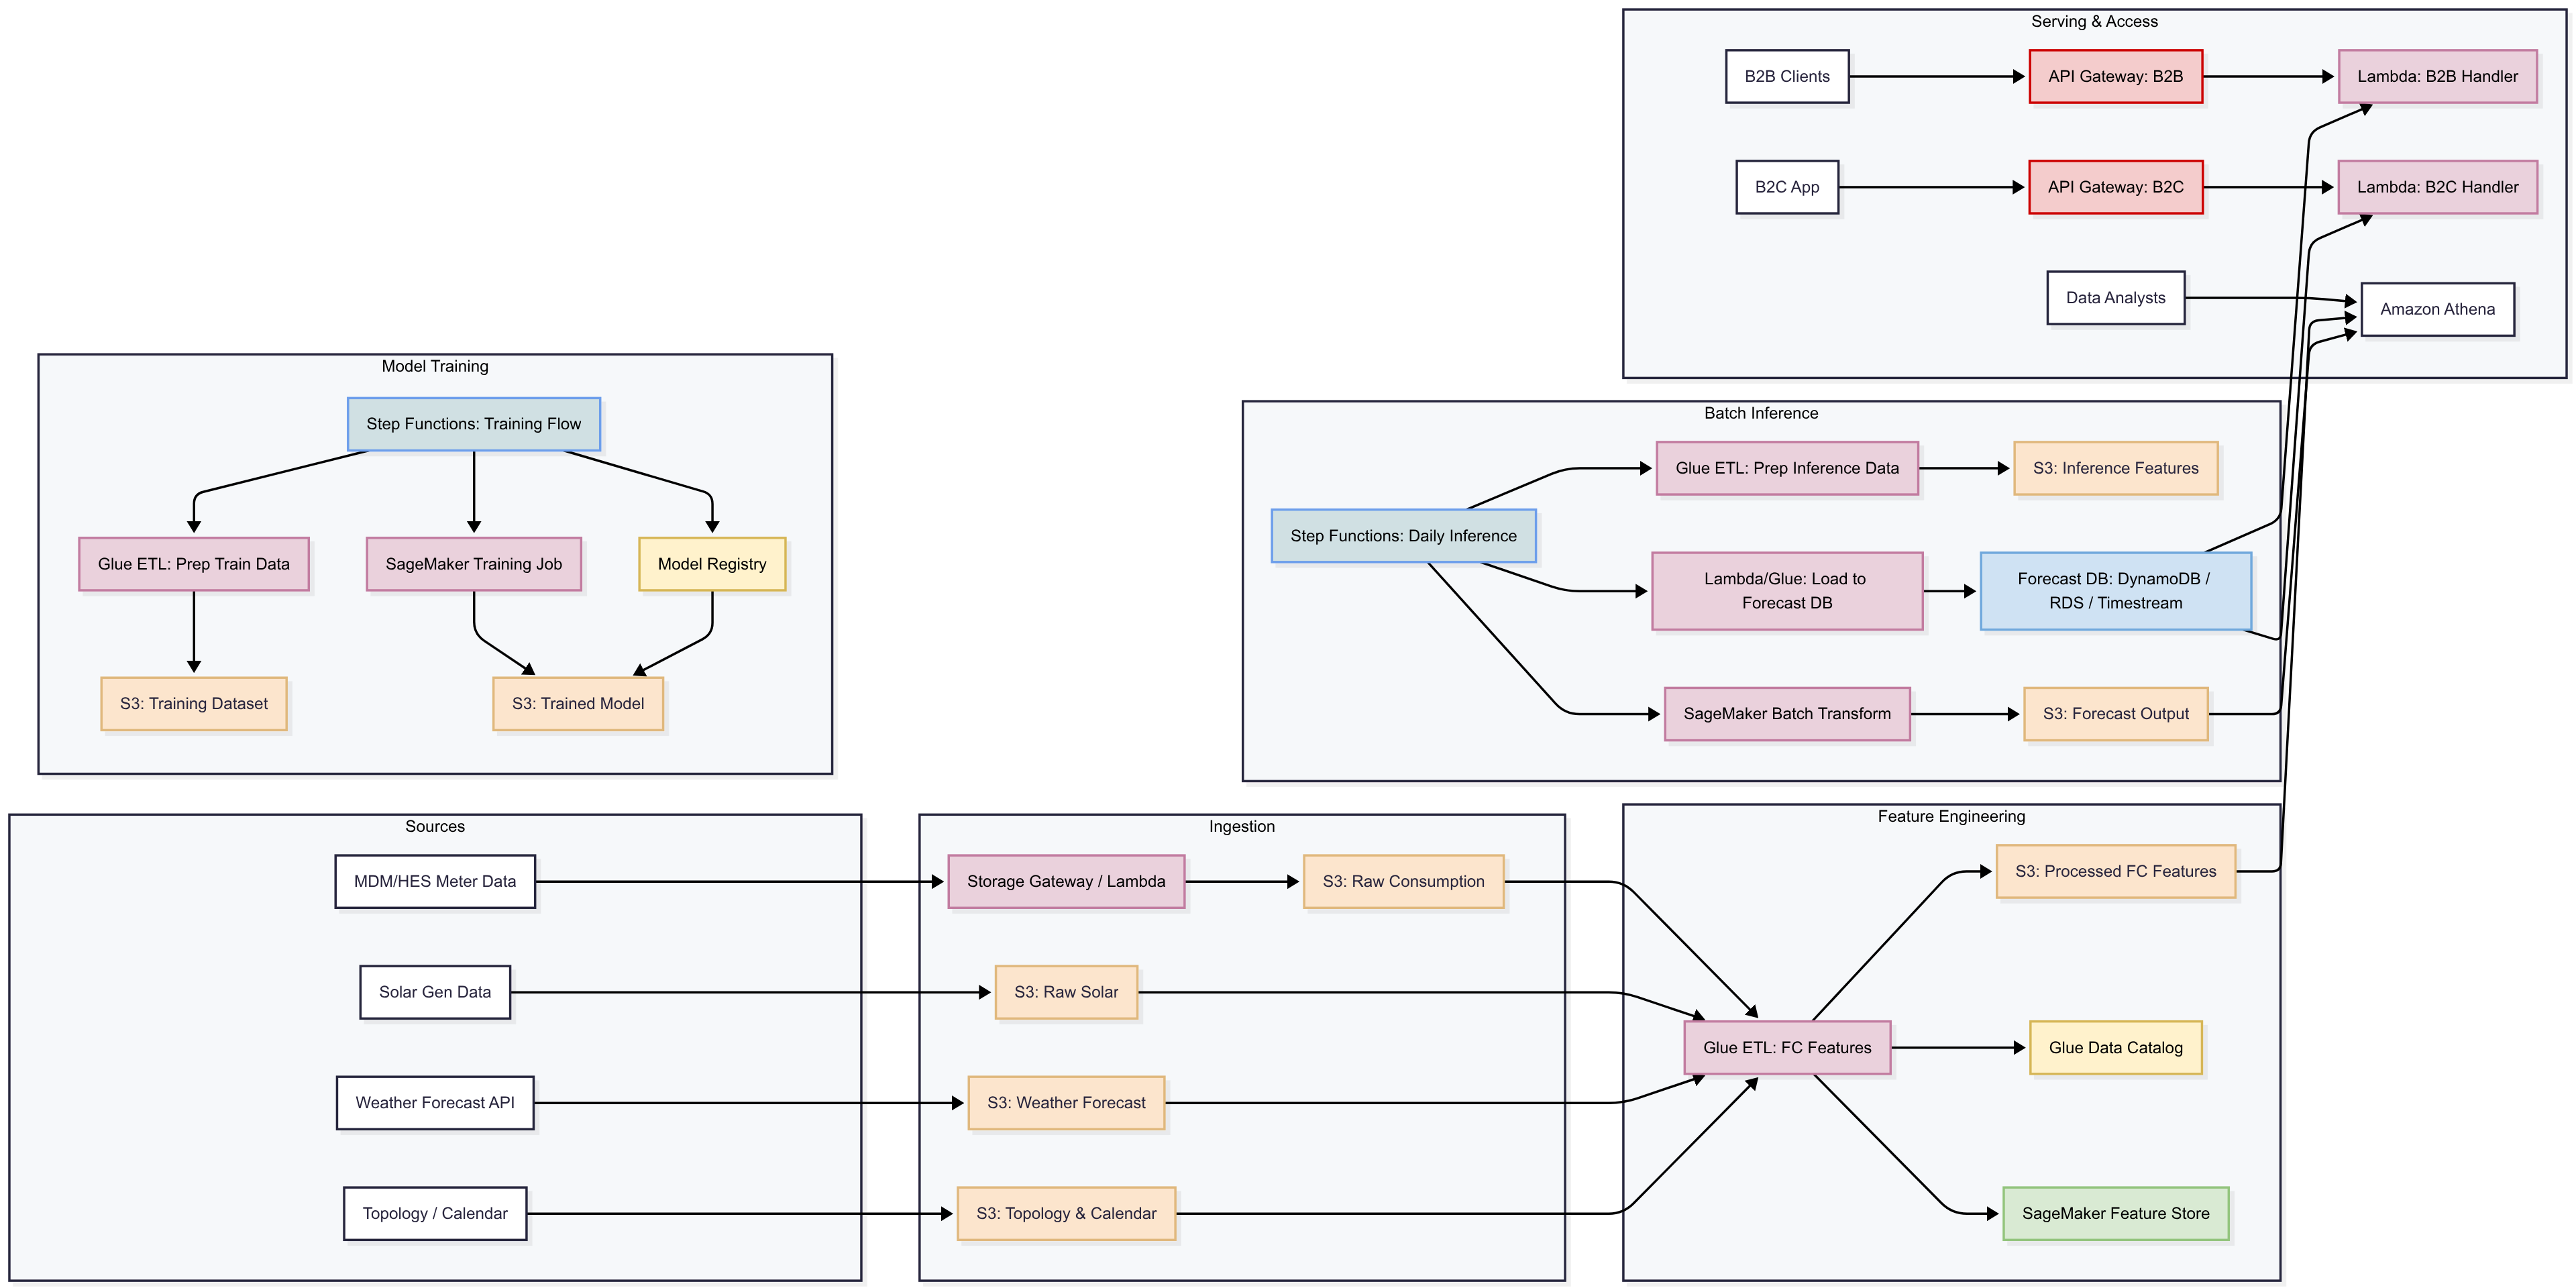 Serving & Access
B2B Clients
API Gateway: B2B
Lambda: B2B Handler
B2C App
API Gateway: B2C
Lambda: B2C Handler
Data Analysts
Amazon Athena
Model Training
Step Functions: Training Flow
Glue ETL: Prep Train Data
SageMaker Training Job
Model Registry
S3: Training Dataset
S3: Trained Model
Batch Inference
Glue ETL: Prep Inference Data
S3: Inference Features
Step Functions: Daily Inference
Lambda/Glue: Load to
Forecast DB
Forecast DB: DynamoDB /
RDS / Timestream
SageMaker Batch Transform
S3: Forecast Output
Sources
MDM/HES Meter Data
Solar Gen Data
Weather Forecast API
Topology / Calendar
Ingestion
Storage Gateway / Lambda
S3: Raw Consumption
S3: Raw Solar
S3: Weather Forecast
S3: Topology & Calendar
Feature Engineering
S3: Processed FC Features
Glue ETL: FC Features
Glue Data Catalog
SageMaker Feature Store